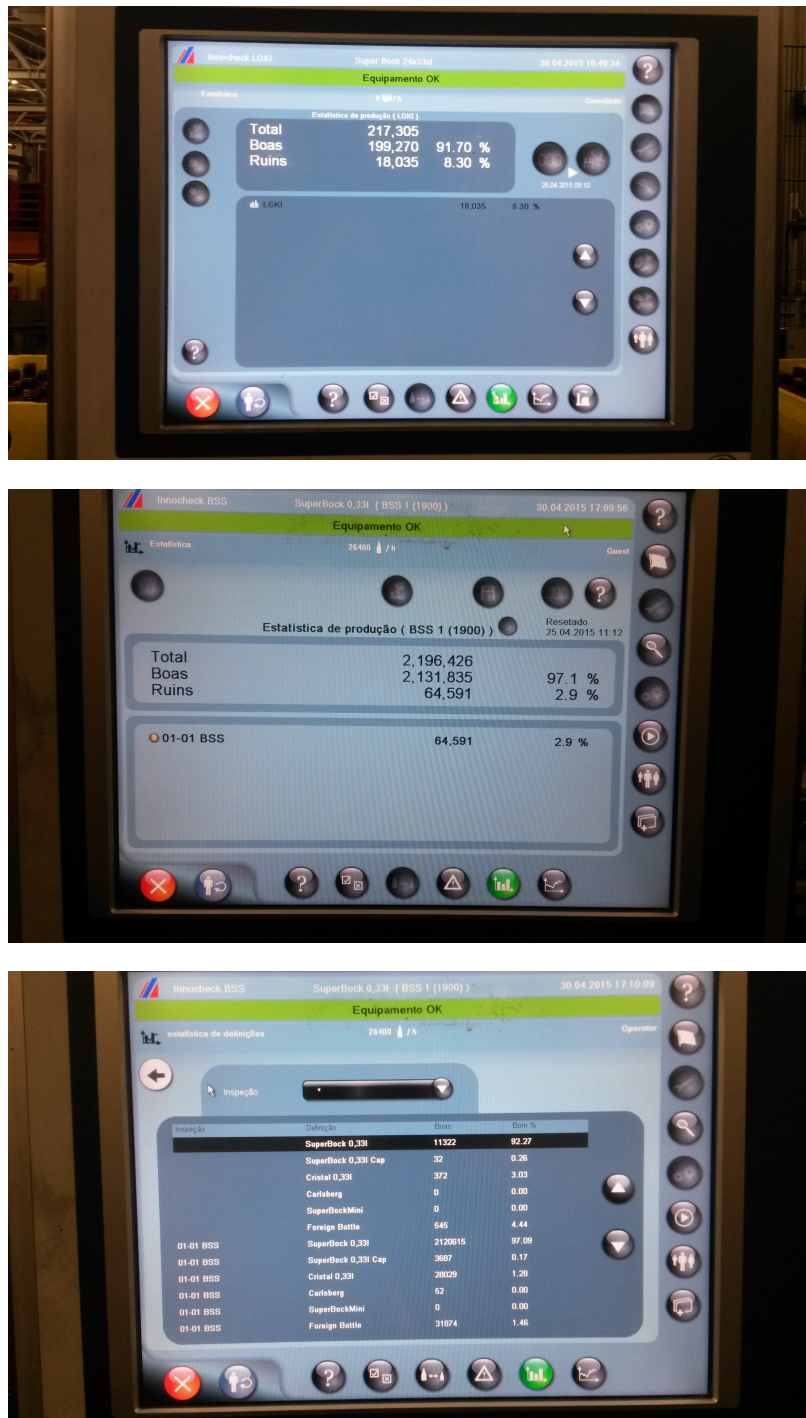 Innocheck LGKI Super Bock 24x33cl 30.04.2015 16:49:34
Equipamento OK
Estatística 0 / h Convidado
Estatística de produção ( LGKI )
Total 217,305
Boas 199,270 91.70 %
Ruins 18,035 8.30 %
25.04.2015 09:10
LGKI 18,035 8.30 %
Innocheck BSS SuperBock 0,33l ( BSS 1 (1900) ) 30.04.2015 17:09:56
Equipamento OK
Estatística 26400 / h Guest
Estatística de produção ( BSS 1 (1900) )
Resetado
25.04.2015 11:12
Total 2,196,426
Boas 2,131,835 97.1 %
Ruins 64,591 2.9 %
01-01 BSS 64,591 2.9 %
Innocheck BSS SuperBock 0,33l ( BSS 1 (1900) ) 30.04.2015 17:10:09
Equipamento OK
estatística de definições 26400 / h Operator
Inspeção *
Inspeção Definição Boas Bom %
SuperBock 0,33l 11322 92.27
SuperBock 0,33l Cap 32 0.26
Cristal 0,33l 372 3.03
Carlsberg 0 0.00
SuperBockMini 0 0.00
Foreign Bottle 545 4.44
01-01 BSS SuperBock 0,33l 2120615 97.09
01-01 BSS SuperBock 0,33l Cap 3687 0.17
01-01 BSS Cristal 0,33l 28029 1.28
01-01 BSS Carlsberg 52 0.00
01-01 BSS SuperBockMini 0 0.00
01-01 BSS Foreign Bottle 31874 1.46